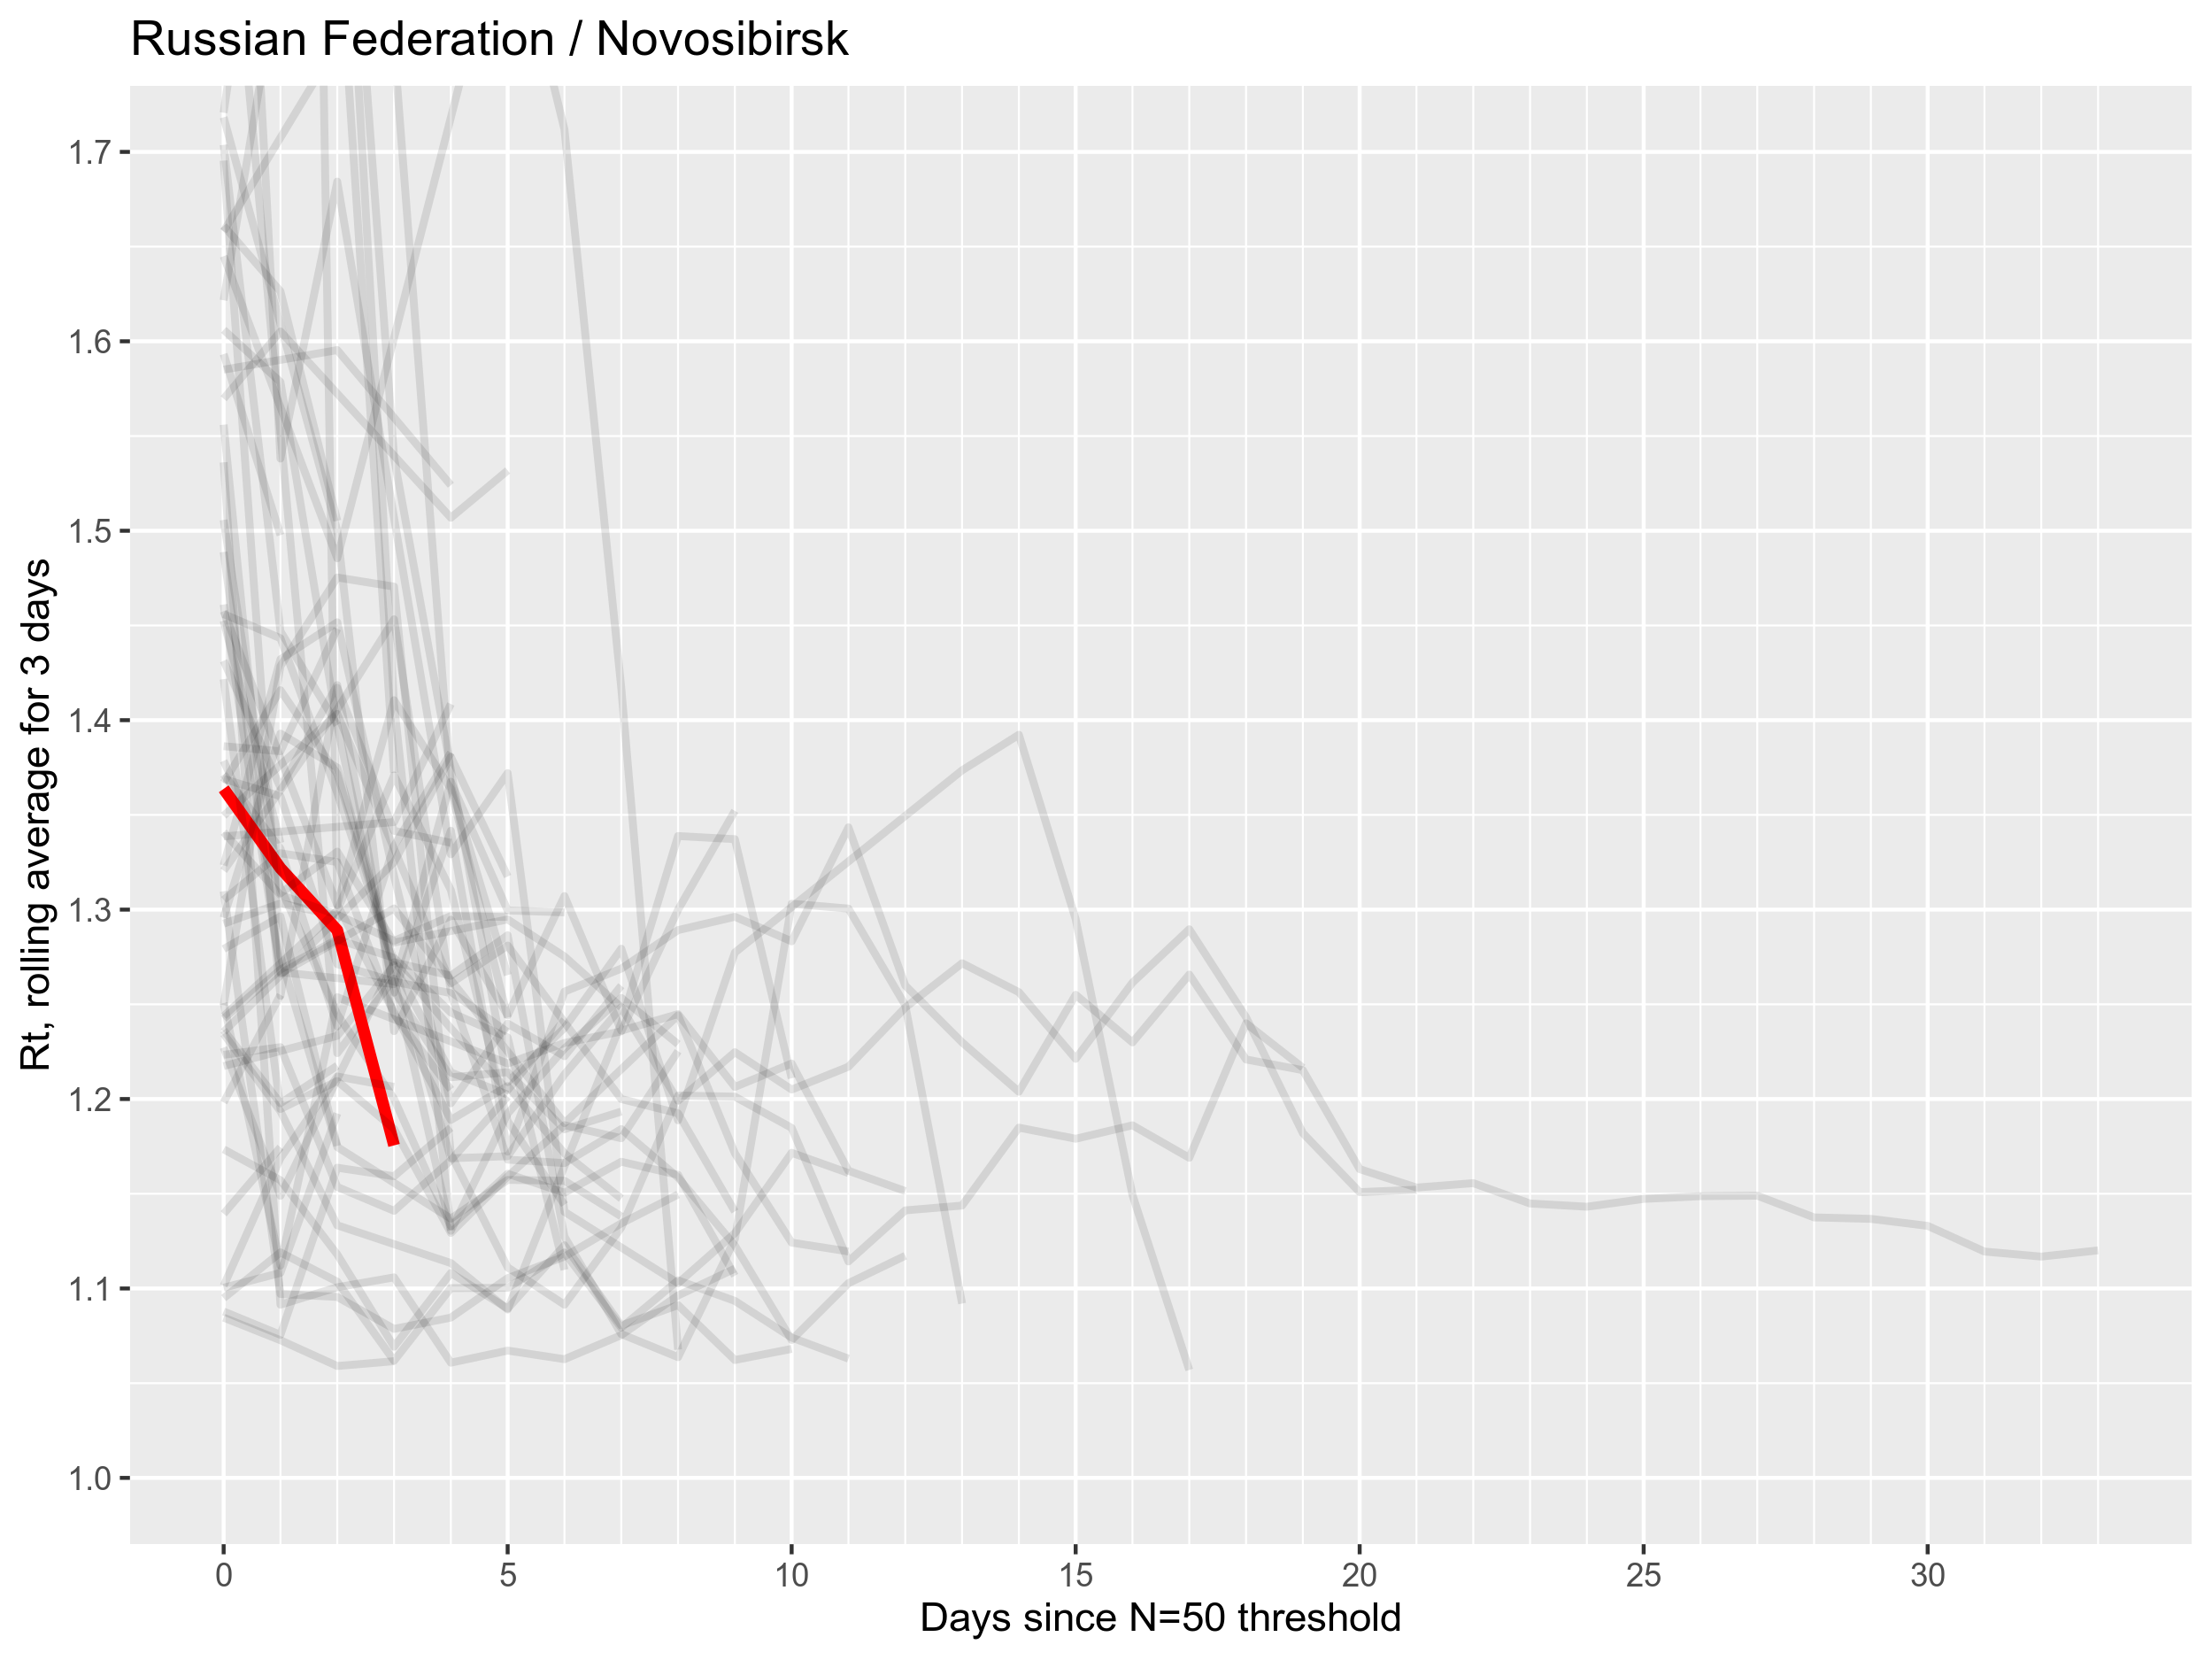 Russian Federation / Novosibirsk
Rt, rolling average for 3 days
1.7
1.6
1.5
1.4
1.3
1.2
1.1
1.0
0 5 10 15 20 25 30
Days since N=50 threshold